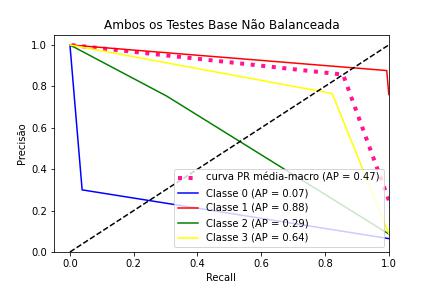 Ambos os Testes Base Não Balanceada
1.0
0.8
0.6
0.4
0.2
0.0
Precisão
curva PR média-macro (AP = 0.47)
Classe 0 (AP = 0.07)
Classe 1 (AP = 0.88)
Classe 2 (AP = 0.29)
Classe 3 (AP = 0.64)
0.0 0.2 0.4 0.6 0.8 1.0
Recall